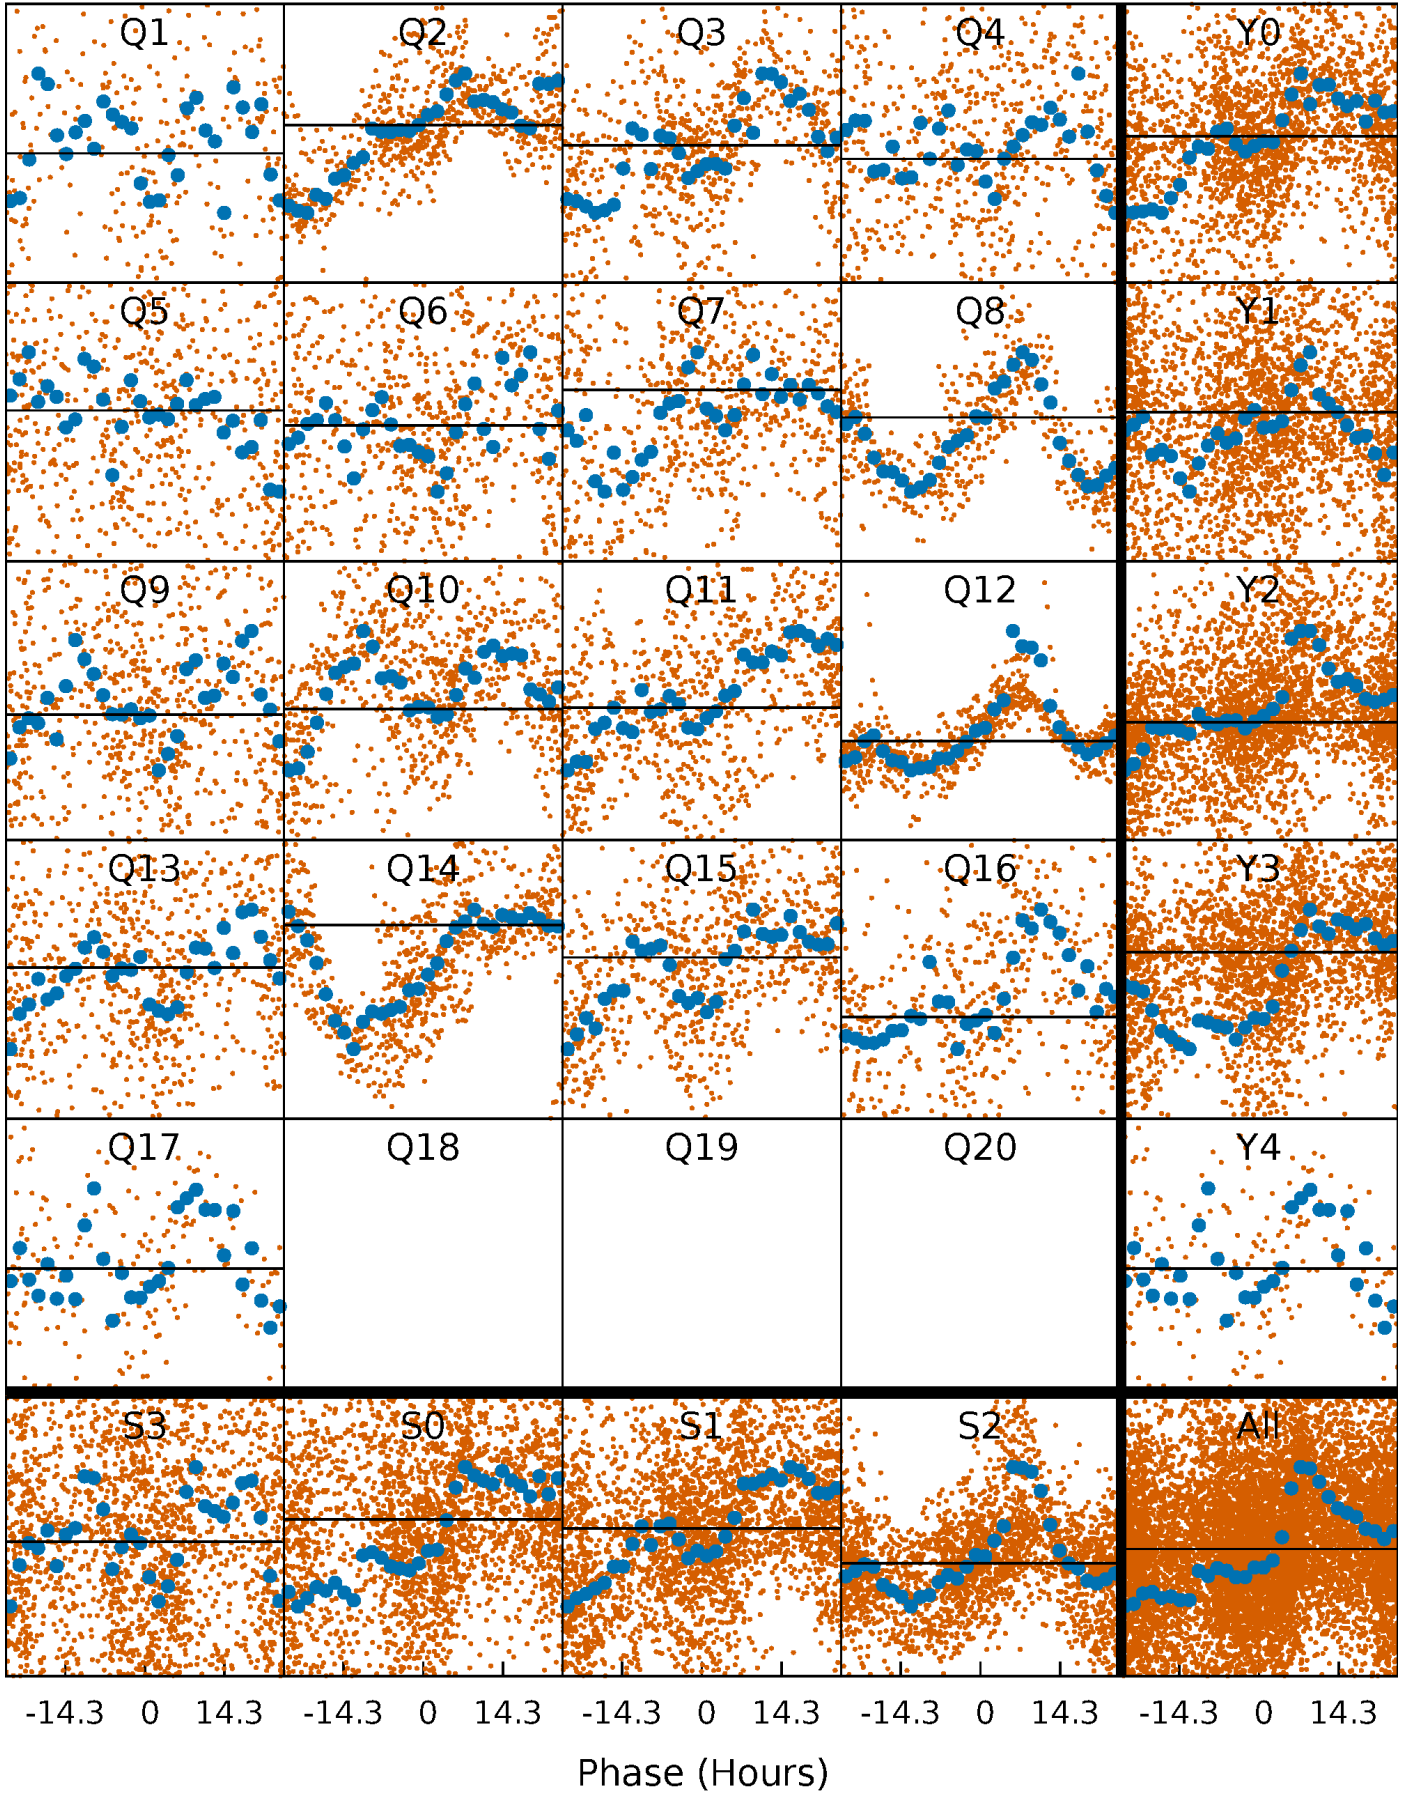 Q1 Q2 Q3 Q4 Y0
Q5 Q6 Q7 Q8 Y1
Q9 Q10 Q11 Q12 Y2
Q13 Q14 Q15 Q16 Y3
Q17 Q18 Q19 Q20 Y4
S3 S0 S1 S2 All
-14.3 0 14.3 -14.3 0 14.3 -14.3 0 14.3 -14.3 0 14.3 -14.3 0 14.3
Phase (Hours)